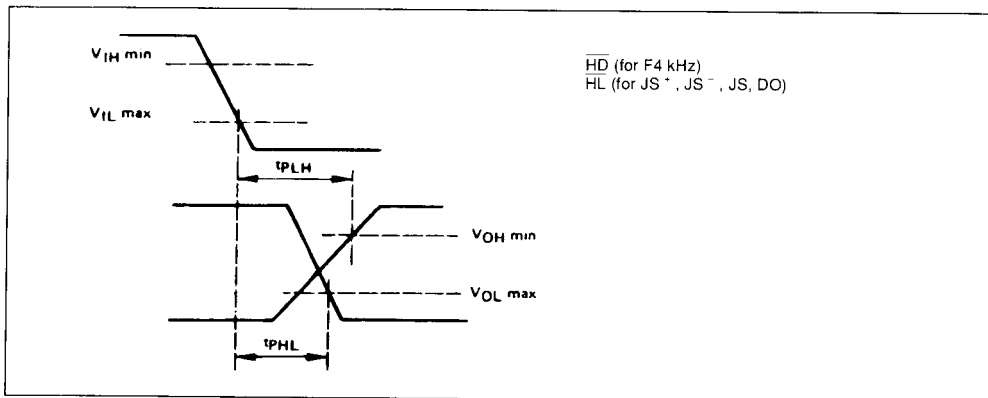 V_IH min
HD (for F4 kHz)
HL (for JS⁺, JS⁻, JS, DO)
V_IL max
t_PLH
V_OH min
V_OL max
t_PHL